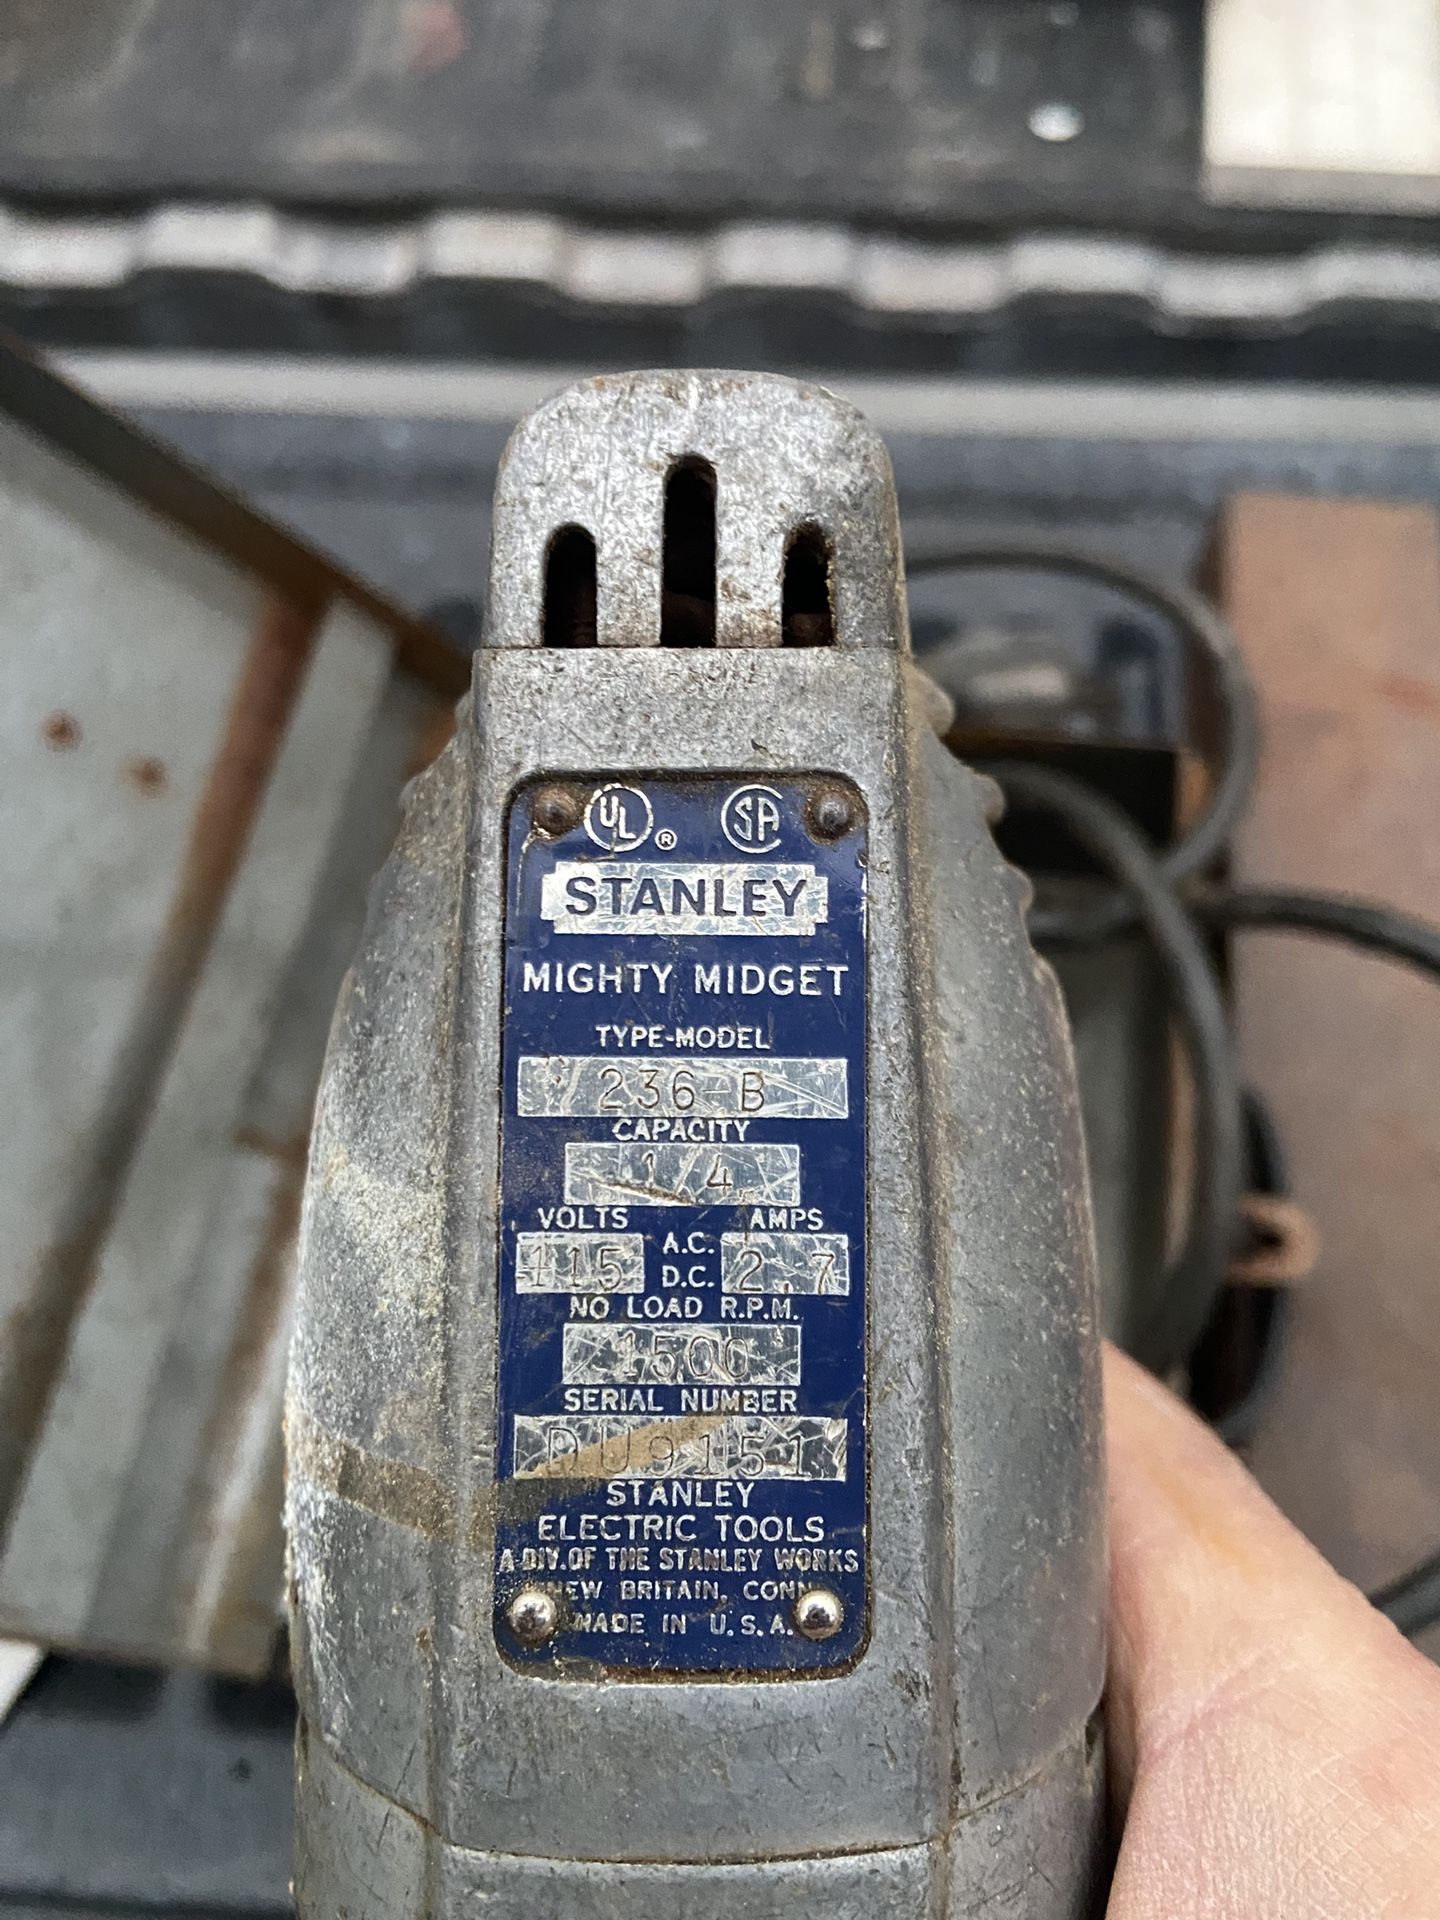 UL ® SA
STANLEY
MIGHTY MIDGET
TYPE-MODEL
236-B
CAPACITY
1/4
VOLTS AMPS
115 A.C. D.C. 2.7
NO LOAD R.P.M.
1500
SERIAL NUMBER
DU9151
STANLEY
ELECTRIC TOOLS
A DIV. OF THE STANLEY WORKS
NEW BRITAIN, CONN.
MADE IN U.S.A.